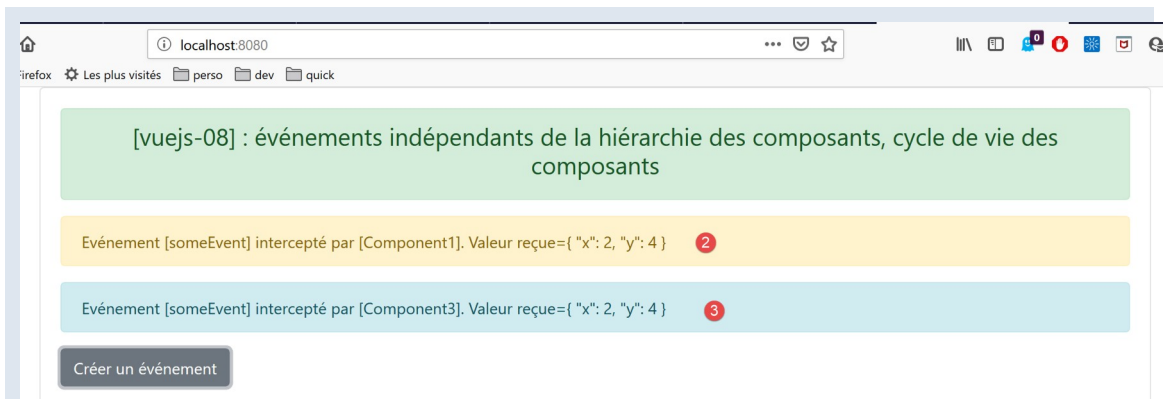 localhost:8080
0
Firefox Les plus visités perso dev quick
[vuejs-08] : événements indépendants de la hiérarchie des composants, cycle de vie des
composants
Evénement [someEvent] intercepté par [Component1]. Valeur reçue={ "x": 2, "y": 4 } 2
Evénement [someEvent] intercepté par [Component3]. Valeur reçue={ "x": 2, "y": 4 } 3
Créer un événement